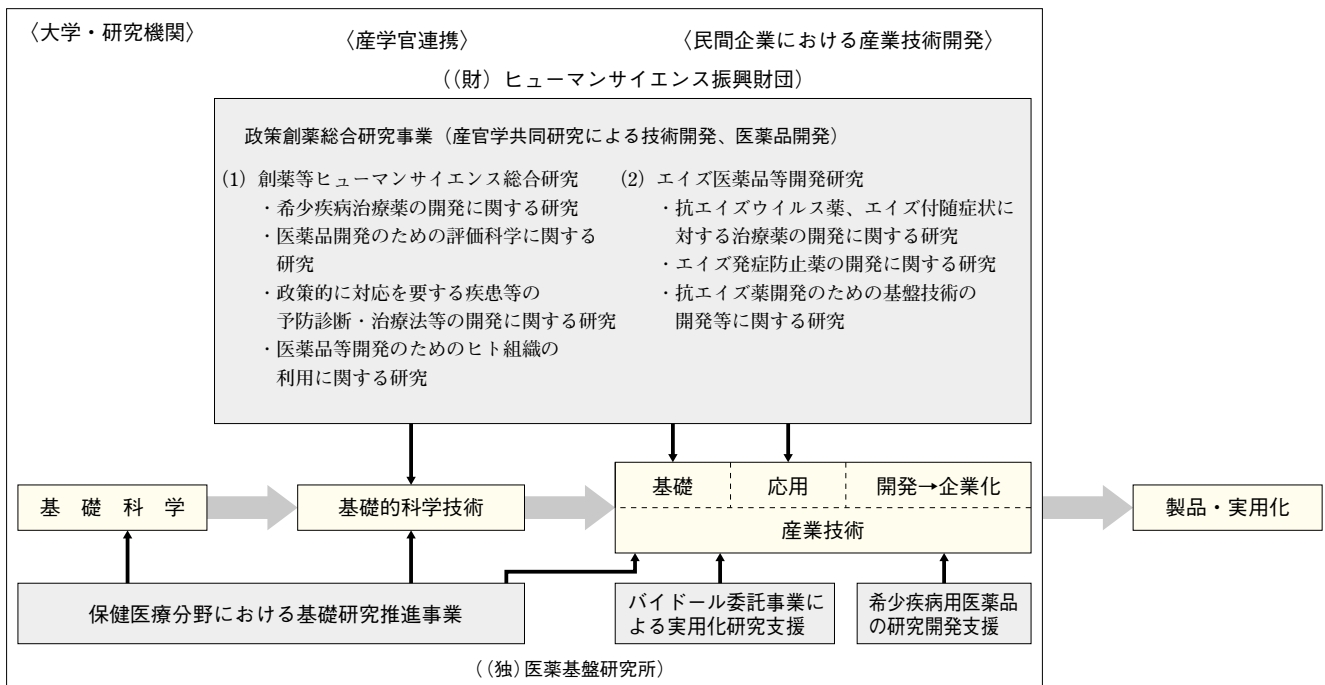 〈大学・研究機関〉
〈産学官連携〉
〈民間企業における産業技術開発〉
((財)ヒューマンサイエンス振興財団)
政策創薬総合研究事業(産官学共同研究による技術開発、医薬品開発)
(1) 創薬等ヒューマンサイエンス総合研究
・希少疾病治療薬の開発に関する研究
・医薬品開発のための評価科学に関する
研究
・政策的に対応を要する疾患等の
予防診断・治療法等の開発に関する研究
・医薬品等開発のためのヒト組織の
利用に関する研究
(2) エイズ医薬品等開発研究
・抗エイズウイルス薬、エイズ付随症状に
対する治療薬の開発に関する研究
・エイズ発症防止薬の開発に関する研究
・抗エイズ薬開発のための基盤技術の
開発等に関する研究
基 礎 科 学
基礎的科学技術
基礎
応用
開発→企業化
産業技術
製品・実用化
保健医療分野における基礎研究推進事業
バイドール委託事業に
よる実用化研究支援
希少疾病用医薬品
の研究開発支援
((独)医薬基盤研究所)